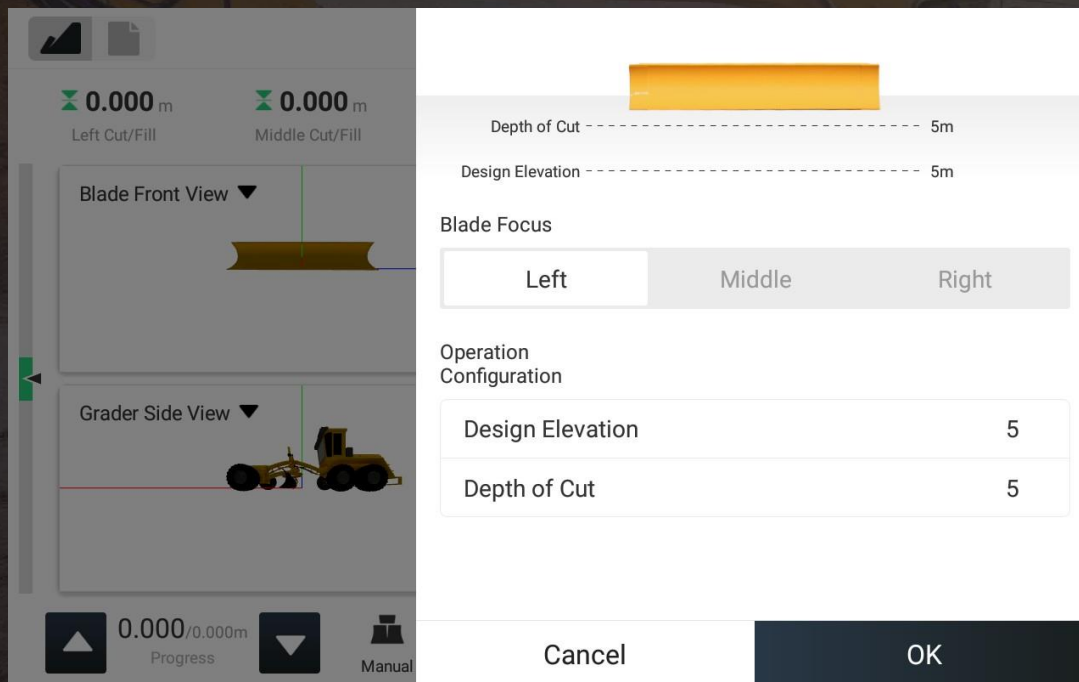 0.000 m
0.000 m
Left Cut/Fill
Middle Cut/Fill
Blade Front View
Grader Side View
0.000/0.000m
Progress
Manual
Depth of Cut
5m
Design Elevation
5m
Blade Focus
Left
Middle
Right
Operation
Configuration
Design Elevation
5
Depth of Cut
5
Cancel
OK